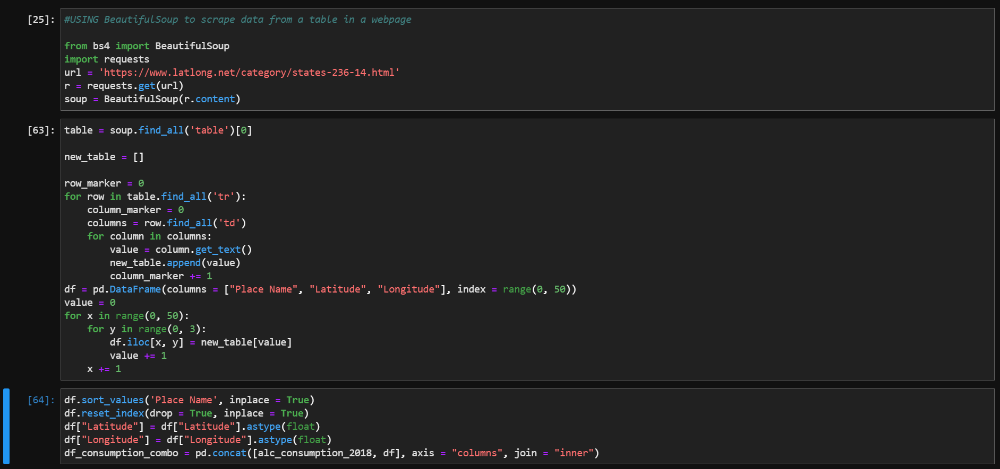 [25]: #USING BeautifulSoup to scrape data from a table in a webpage

from bs4 import BeautifulSoup
import requests
url = 'https://www.latlong.net/category/states-236-14.html'
r = requests.get(url)
soup = BeautifulSoup(r.content)

[63]: table = soup.find_all('table')[0]

new_table = []

row_marker = 0
for row in table.find_all('tr'):
    column_marker = 0
    columns = row.find_all('td')
    for column in columns:
        value = column.get_text()
        new_table.append(value)
        column_marker += 1
df = pd.DataFrame(columns = ["Place Name", "Latitude", "Longitude"], index = range(0, 50))
value = 0
for x in range(0, 50):
    for y in range(0, 3):
        df.iloc[x, y] = new_table[value]
        value += 1
    x += 1

[64]: df.sort_values('Place Name', inplace = True)
df.reset_index(drop = True, inplace = True)
df["Latitude"] = df["Latitude"].astype(float)
df["Longitude"] = df["Longitude"].astype(float)
df_consumption_combo = pd.concat([alc_consumption_2018, df], axis = "columns", join = "inner")